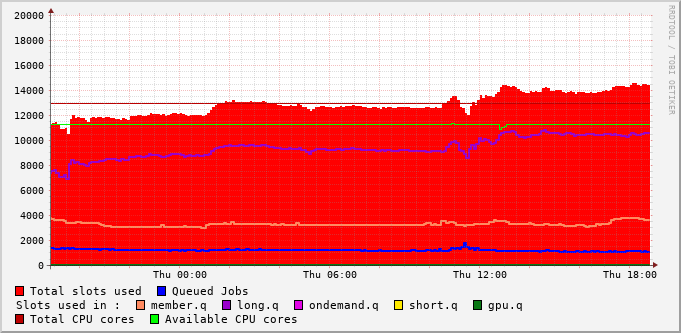 RRDTOOL / TOBI OETIKER
20000
18000
16000
14000
12000
10000
8000
6000
4000
2000
0
Thu 00:00 Thu 06:00 Thu 12:00 Thu 18:00
Total slots used Queued Jobs
Slots used in : member.q long.q ondemand.q short.q gpu.q
Total CPU cores Available CPU cores